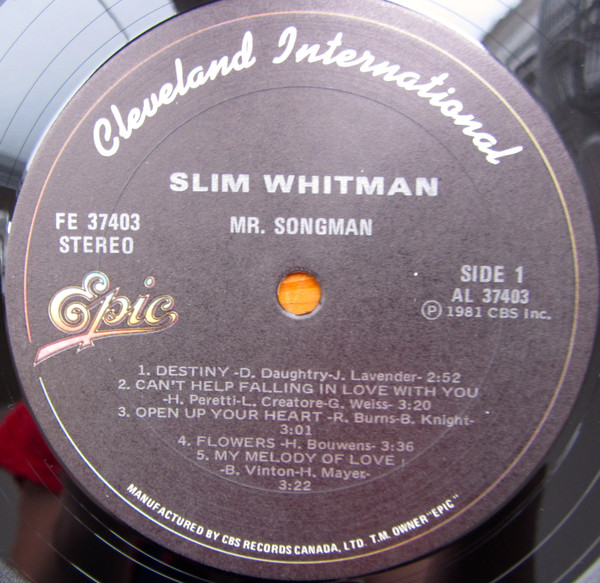 Cleveland International
SLIM WHITMAN
MR. SONGMAN
FE 37403
STEREO
SIDE 1
AL 37403
Ⓟ 1981 CBS Inc.
Epic
1. DESTINY -D. Daughtry-J. Lavender- 2:52
2. CAN'T HELP FALLING IN LOVE WITH YOU
-H. Peretti-L. Creatore-G. Weiss- 3:20
3. OPEN UP YOUR HEART -R. Burns-B. Knight-
3:01
4. FLOWERS -H. Bouwens- 3:36
5. MY MELODY OF LOVE
-B. Vinton-H. Mayer-
3:22
MANUFACTURED BY CBS RECORDS CANADA, LTD. T.M. OWNER "EPIC"